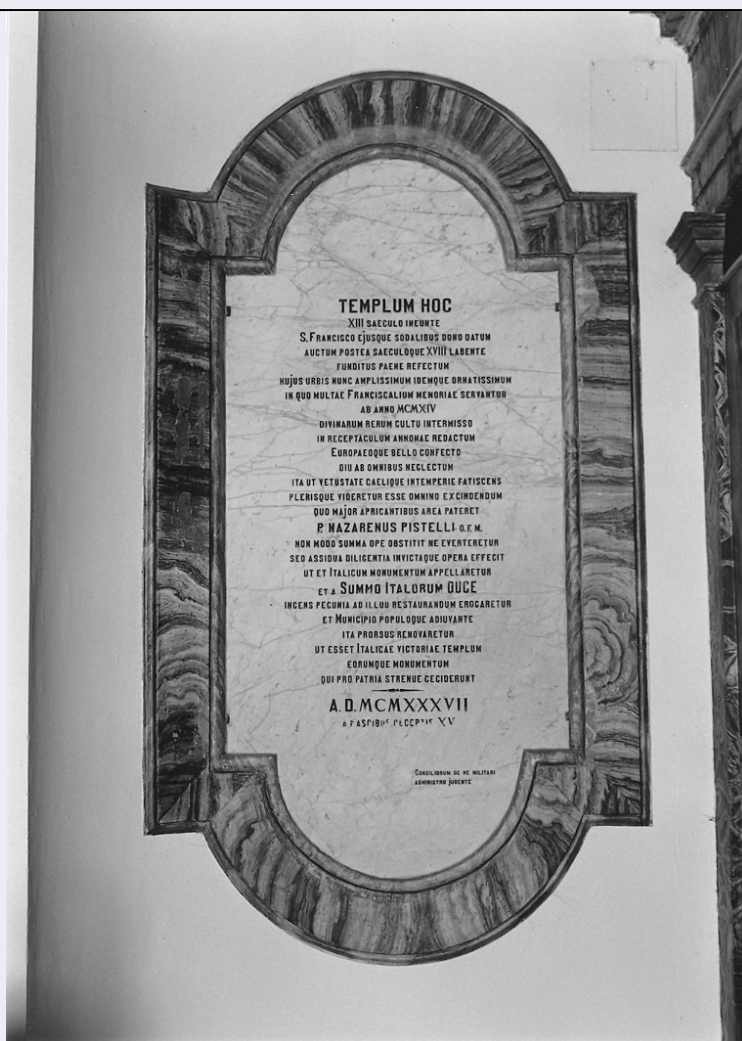 TEMPLUM HOC
XIII SAECULO INEUNTE
S. FRANCISCO EJUSQUE SODALIBUS DONO DATUM
AUCTUM POSTEA SAECULOQUE XVIII LABENTE
FUNDITUS PAENE REFECTUM
HUJUS URBIS NUNC AMPLISSIMUM IDEMQUE ORNATISSIMUM
IN QUO MULTAE FRANCISCALIUM MEMORIAE SERVANTUR
AB ANNO MCMXIV
DIVINARUM RERUM CULTU INTERMISSO
IN RECEPTACULUM ANNONAE REDACTUM
EUROPAEOQUE BELLO CONFECTO
DIU AB OMNIBUS NEGLECTUM
ITA UT VETUSTATE CAELIQUE INTEMPERIE FATISCENS
PLERISQUE VIDERETUR ESSE OMNINO EXCINDENDUM
QUO MAJOR APRICANTIBUS AREA PATERET
P. NAZARENUS PISTELLI O.F.M.
NON MODO SUMMA OPE OBSTITIT NE EVERTERETUR
SED ASSIDUA DILIGENTIA INVICTAQUE OPERA EFFECIT
UT ET ITALICUM MONUMENTUM APPELLARETUR
ET A SUMMO ITALORUM DUCE
INGENS PECUNIA AD ILLUD RESTAURANDUM EROGARETUR
ET MUNICIPIO POPULOQUE ADIUVANTE
ITA PRORSUS RENOVARETUR
UT ESSET ITALICAE VICTORIAE TEMPLUM
EORUMQUE MONUMENTUM
QUI PRO PATRIA STRENUE CECIDERUNT
A.D. MCMXXXVII
A FASCIBUS RECEPTIS XV
CONSILIORUM DE RE MILITARI
ADMINISTRO JUBENTE